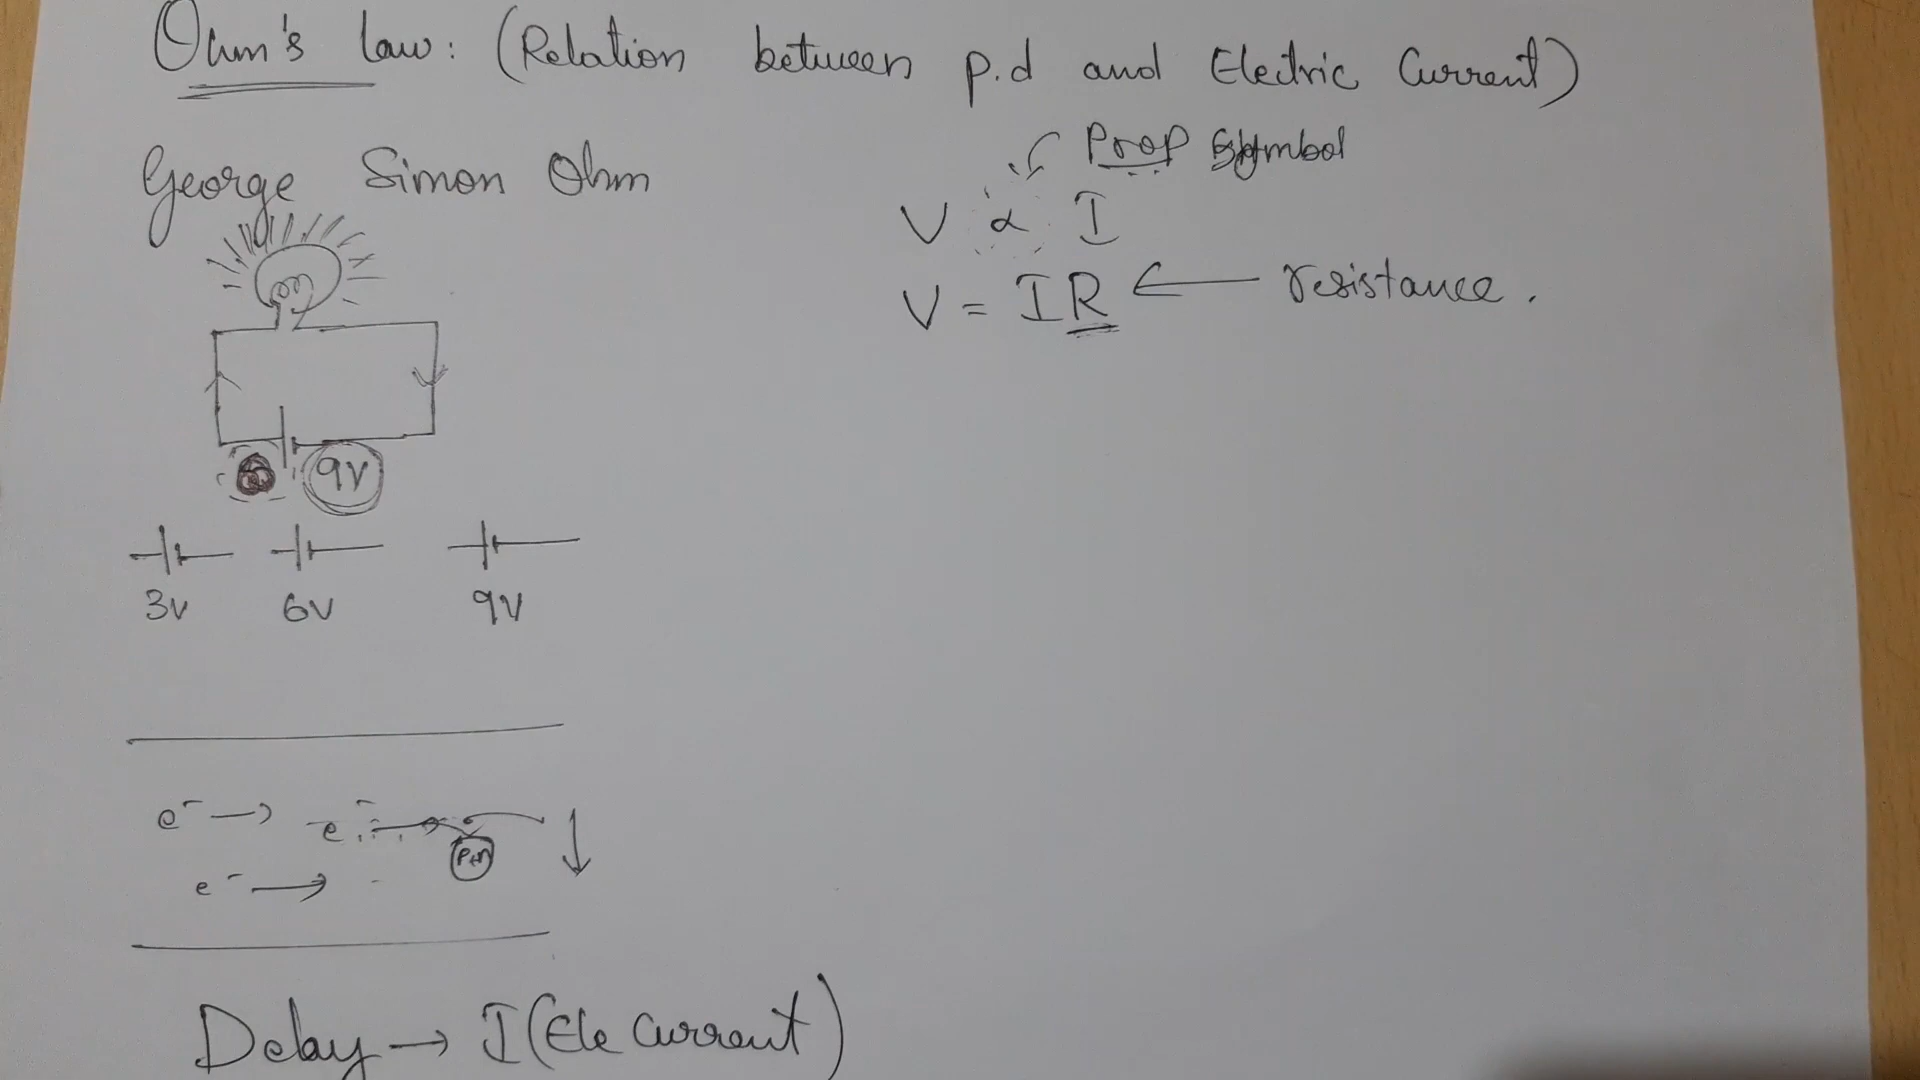 Ohm's law: (Relation between p.d and Electric Current)
George Simon Ohm
Prop symbol
V ∝ I
V = IR ← resistance.
9V
3V 6V 9V
e⁻ → e⁻ →
P+n
e⁻ →
Delay → I (Ele Current)